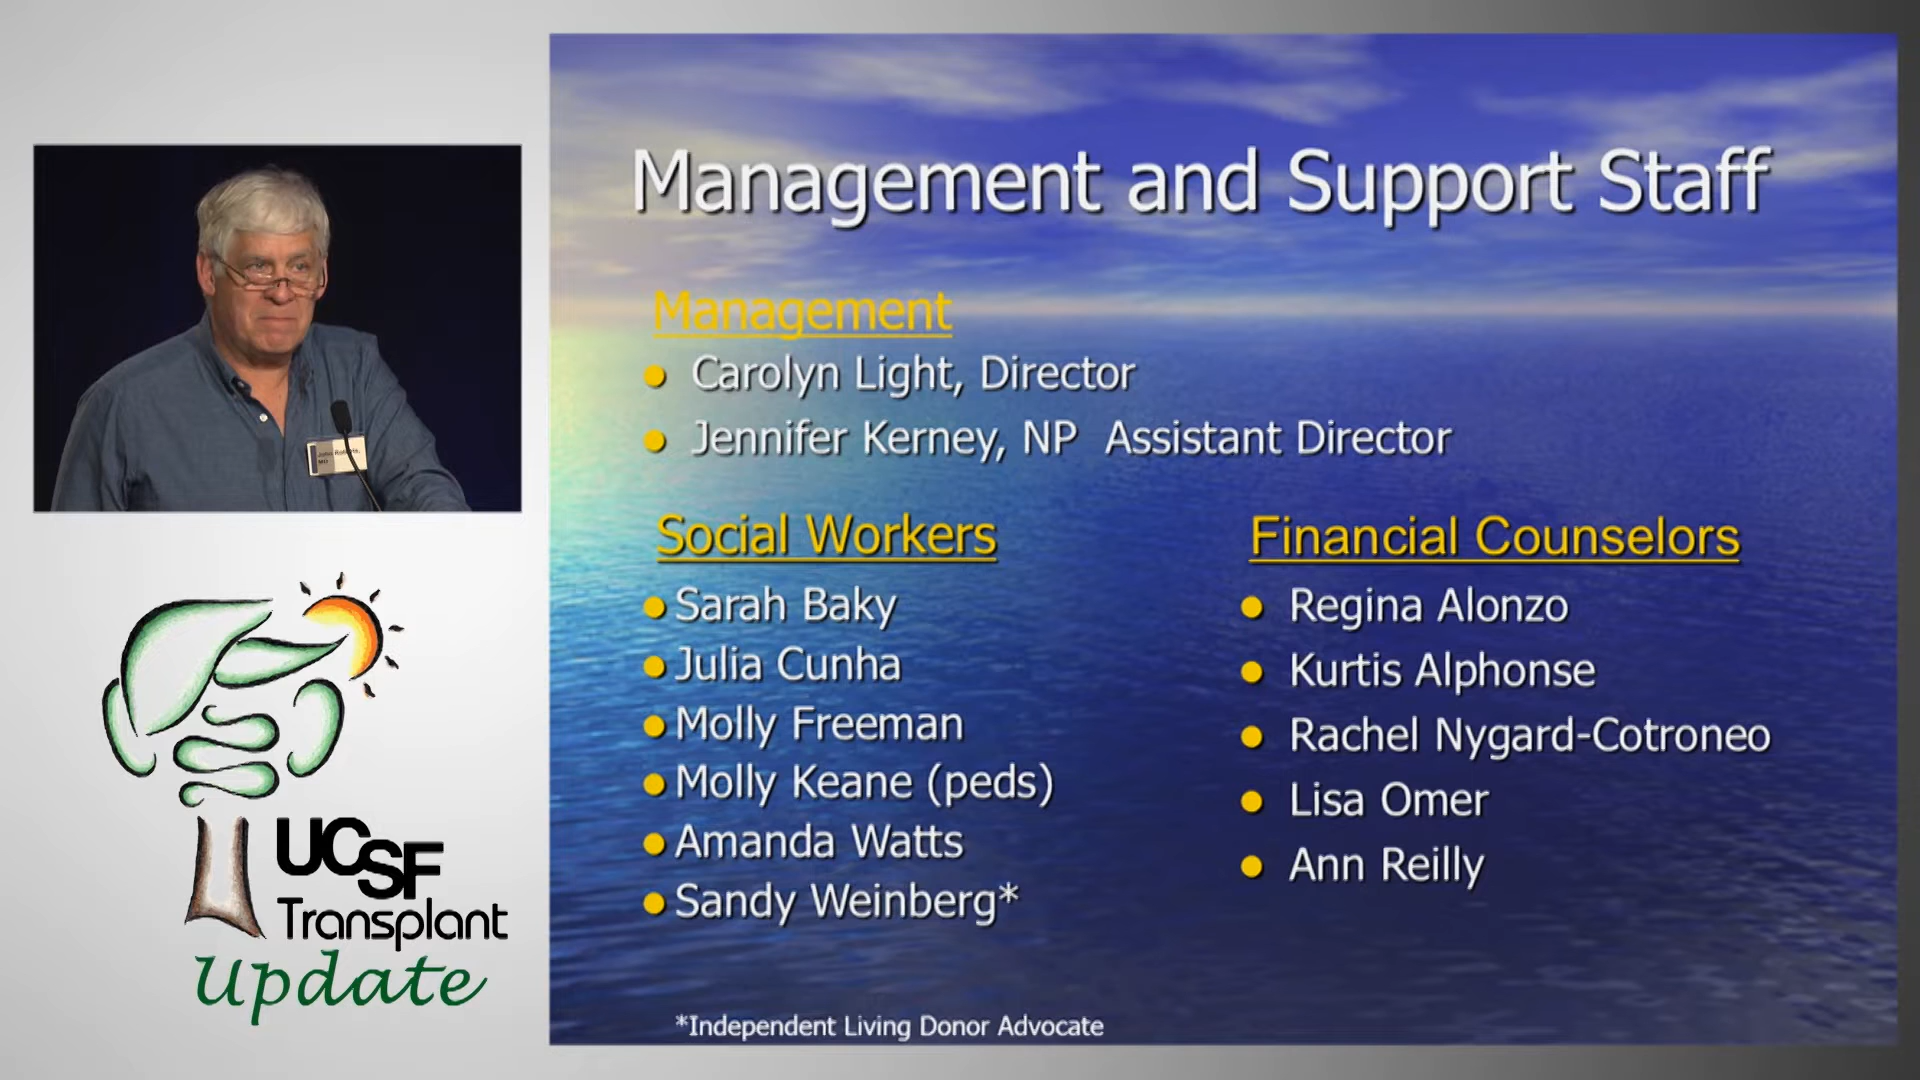 Management and Support Staff
Management
Carolyn Light, Director
Jennifer Kerney, NP Assistant Director
Social Workers
Sarah Baky
Julia Cunha
Molly Freeman
Molly Keane (peds)
Amanda Watts
Sandy Weinberg*
Financial Counselors
Regina Alonzo
Kurtis Alphonse
Rachel Nygard-Cotroneo
Lisa Omer
Ann Reilly
*Independent Living Donor Advocate
John
MD
UCSF
Transplant
Update